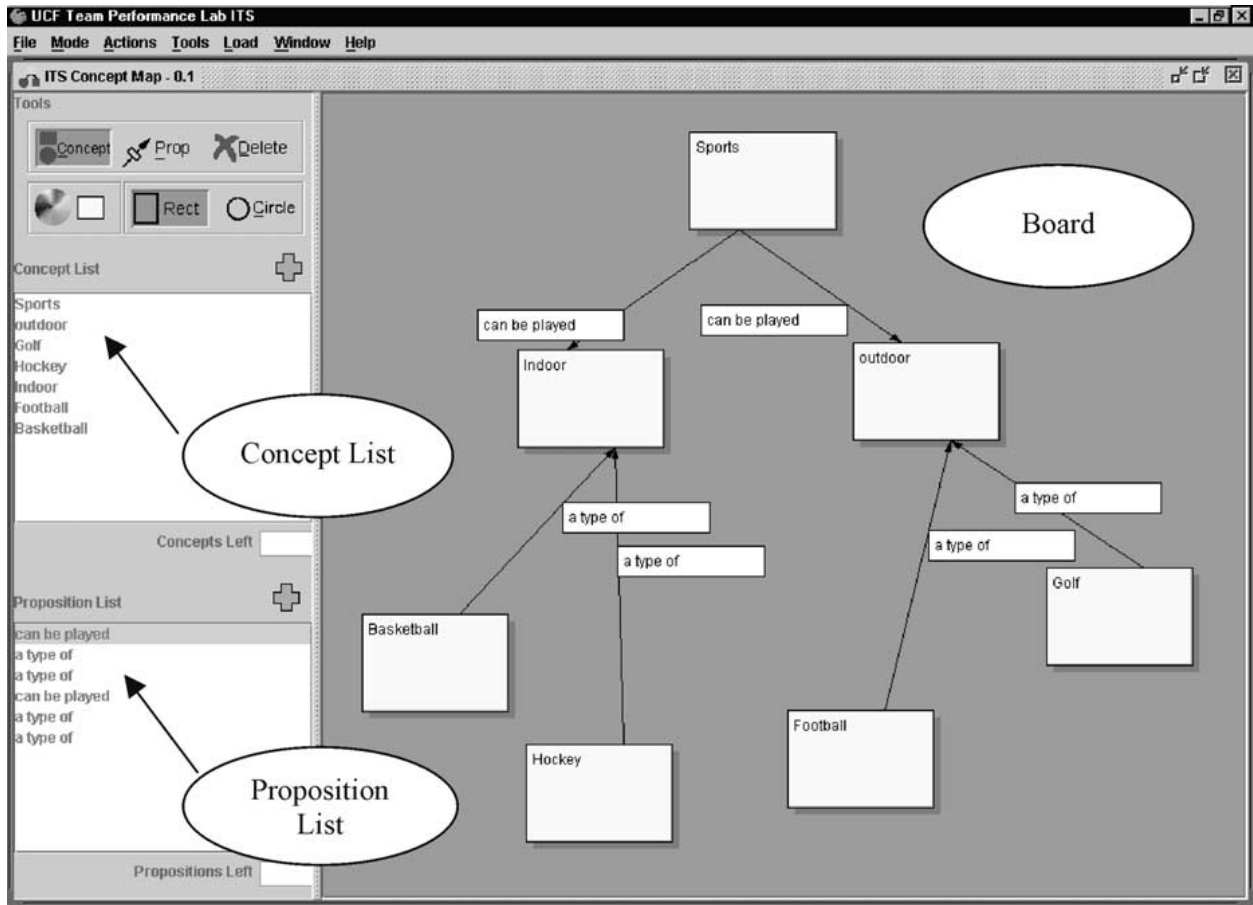 UCF Team Performance Lab ITS
File Mode Actions Tools Load Window Help
ITS Concept Map - 0.1
Tools
Concept Prop Delete
Rect Circle
Concept List
Sports
outdoor
Golf
Hockey
Indoor
Football
Basketball
Concept List
Concepts Left
Proposition List
can be played
a type of
a type of
can be played
a type of
a type of
Proposition
List
Propositions Left
Sports
Board
can be played
can be played
Indoor
outdoor
a type of
a type of
a type of
a type of
Golf
Basketball
Football
Hockey